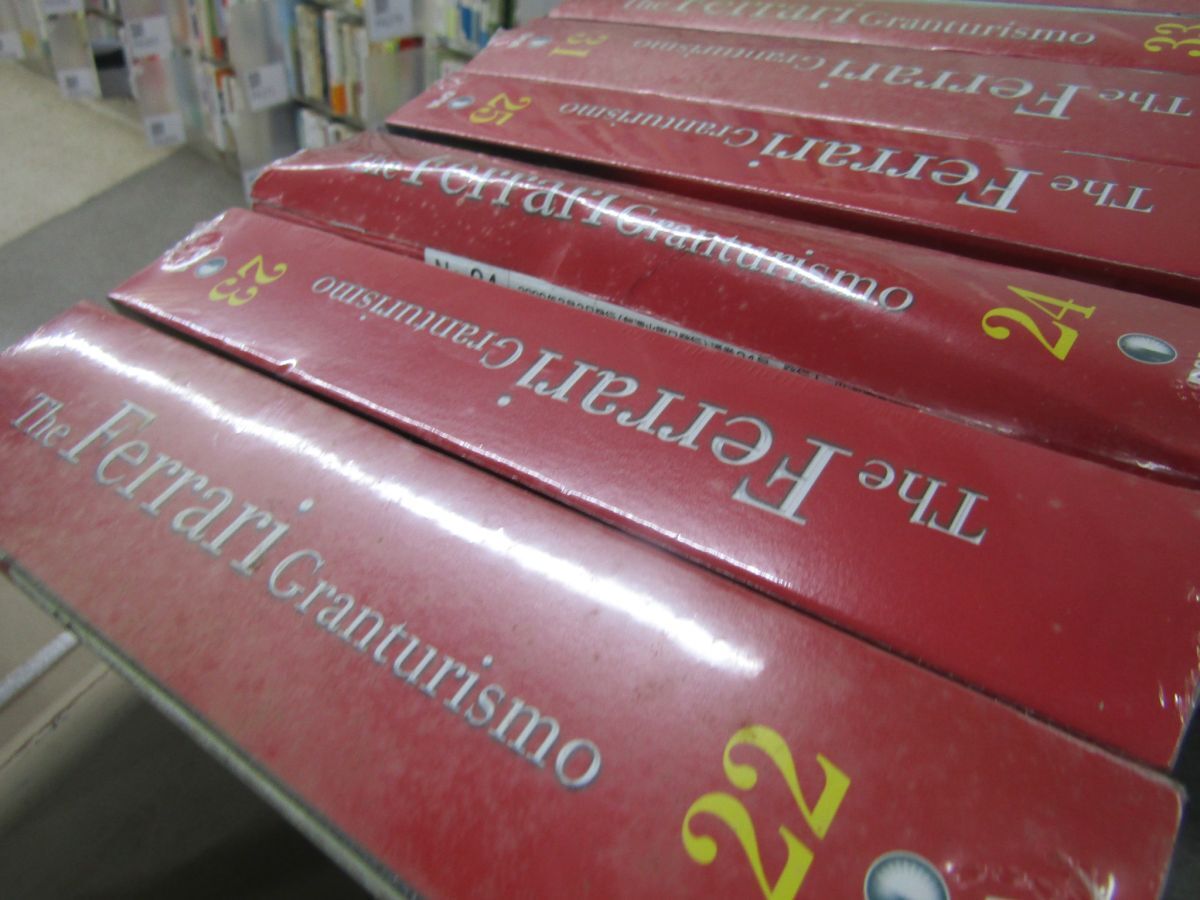 The Ferrari Granturismo 33
The Ferrari Granturismo 31
The Ferrari Granturismo 25
The Ferrari Granturismo 24
The Ferrari Granturismo 23
The Ferrari Granturismo 22